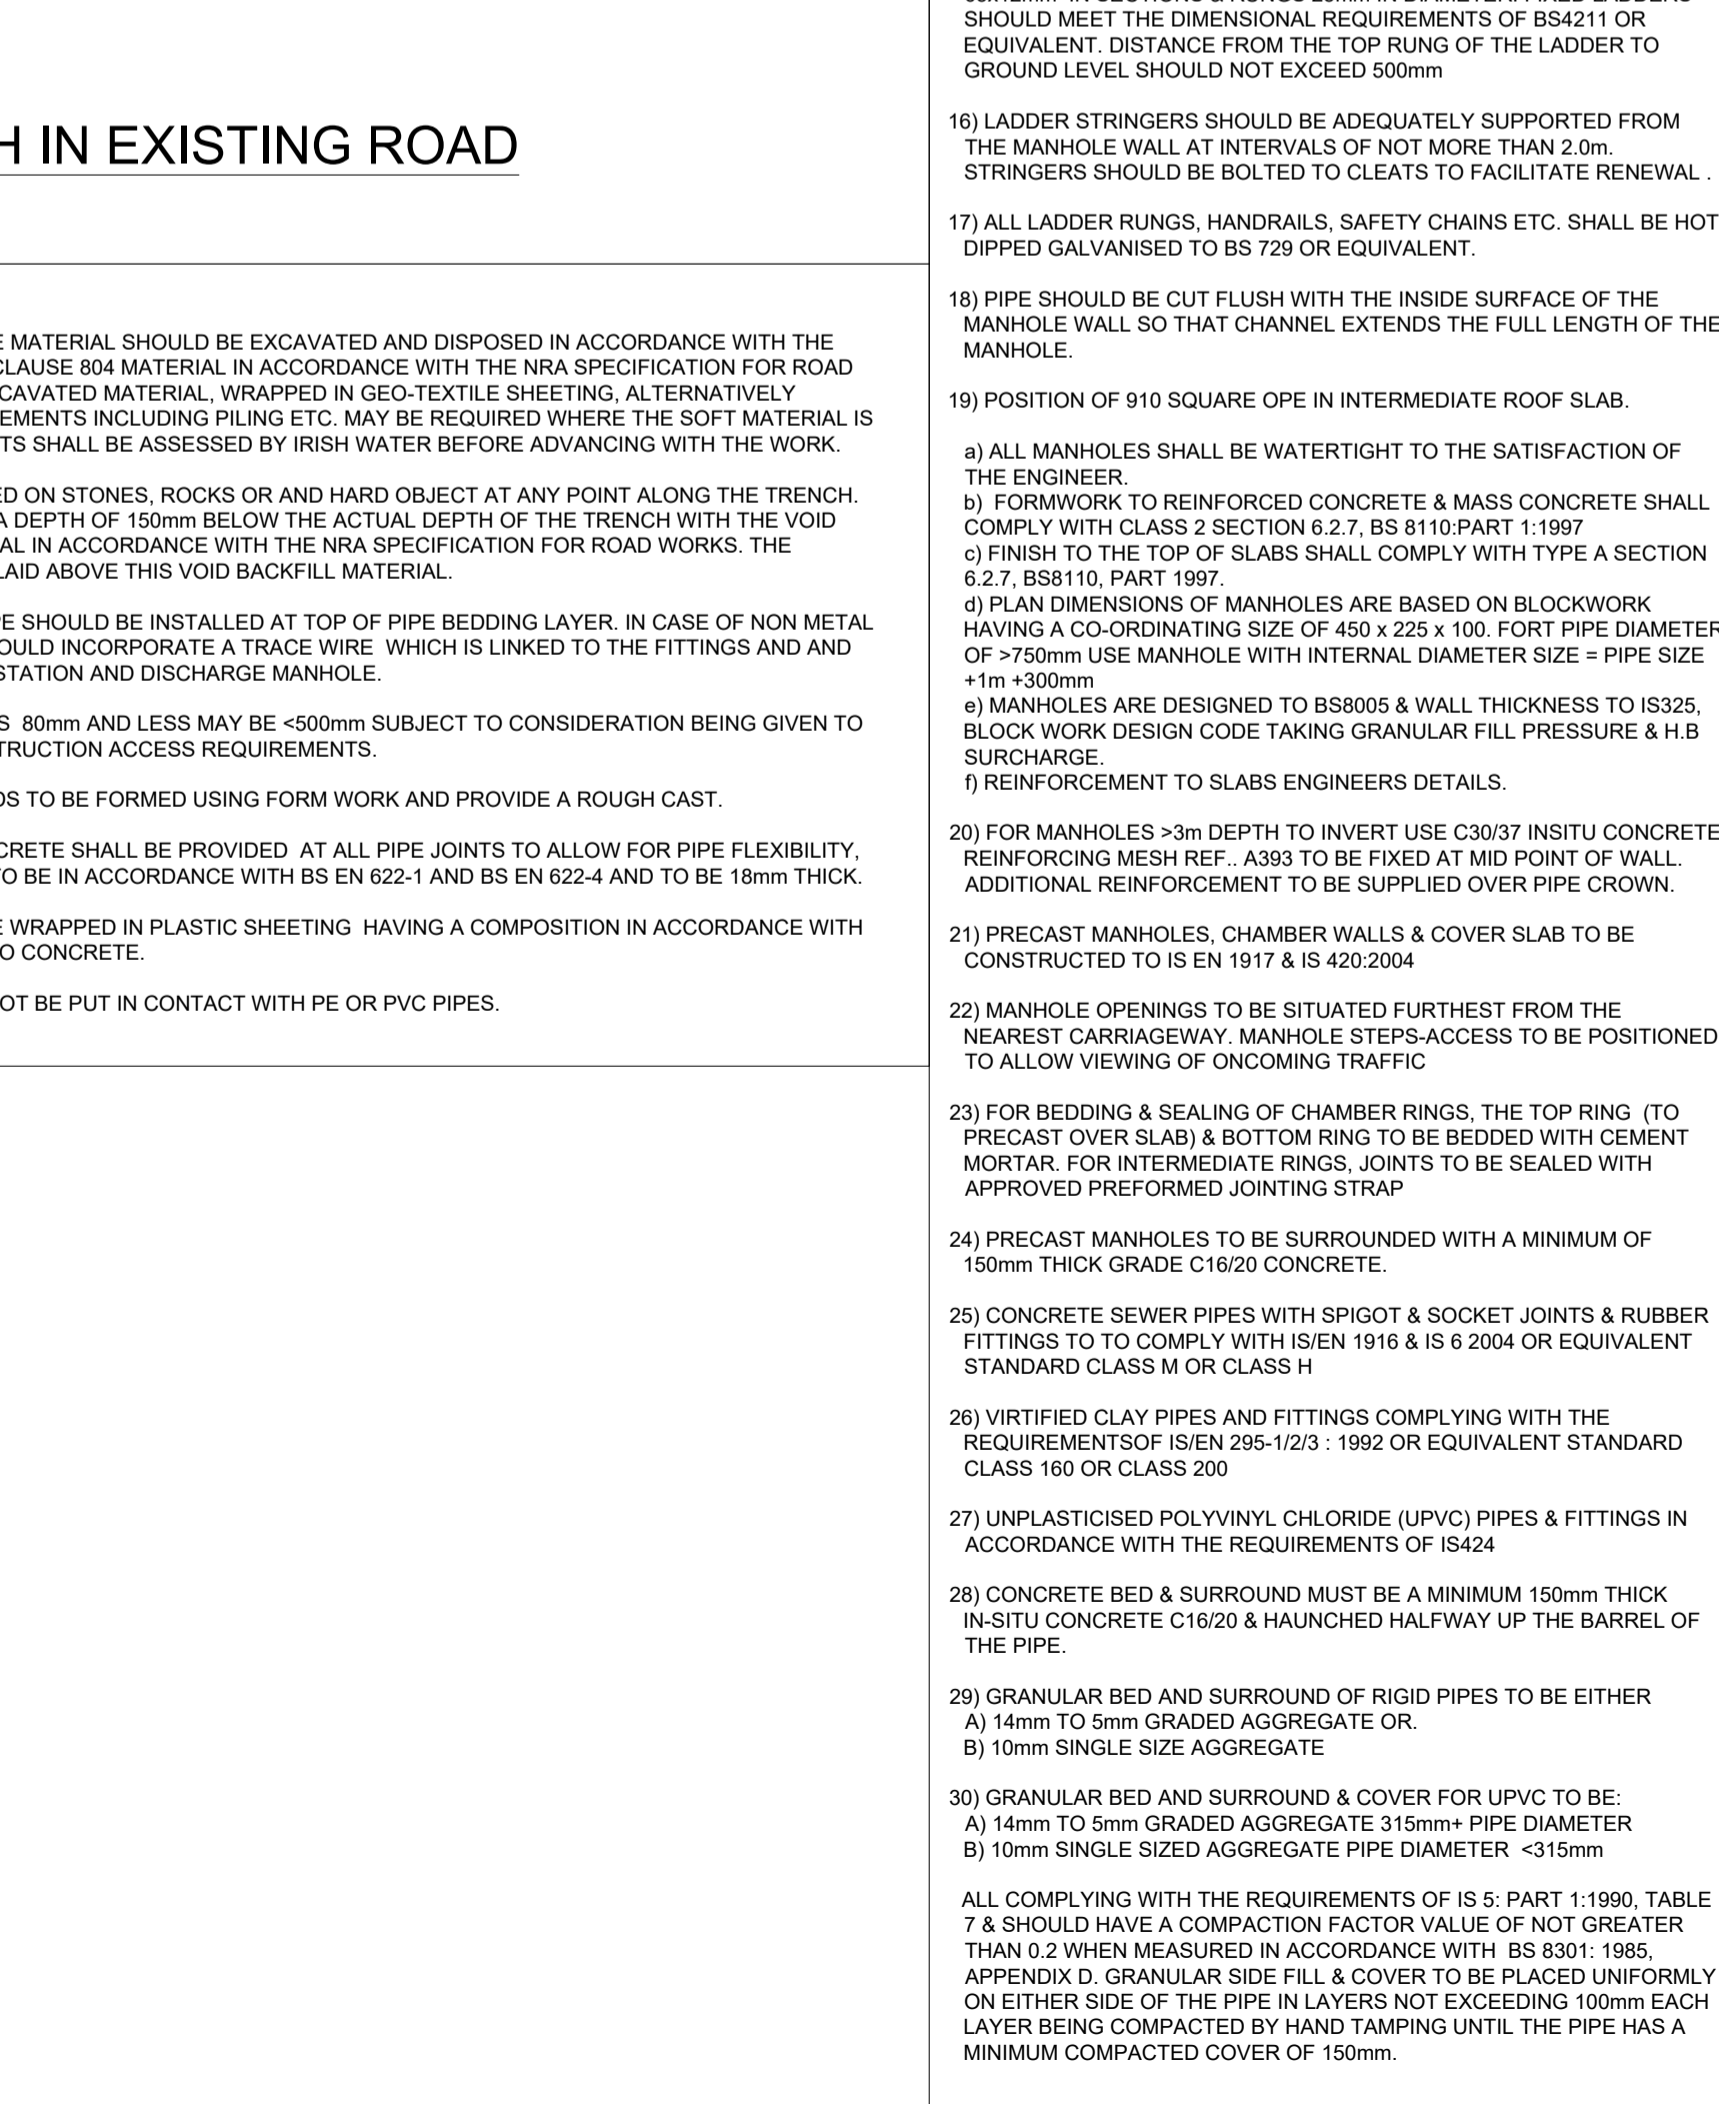 H IN EXISTING ROAD
MATERIAL SHOULD BE EXCAVATED AND DISPOSED IN ACCORDANCE WITH THE
CLAUSE 804 MATERIAL IN ACCORDANCE WITH THE NRA SPECIFICATION FOR ROAD
CAVATED MATERIAL, WRAPPED IN GEO-TEXTILE SHEETING, ALTERNATIVELY
EMENTS INCLUDING PILING ETC. MAY BE REQUIRED WHERE THE SOFT MATERIAL IS
TS SHALL BE ASSESSED BY IRISH WATER BEFORE ADVANCING WITH THE WORK.
ED ON STONES, ROCKS OR AND HARD OBJECT AT ANY POINT ALONG THE TRENCH.
A DEPTH OF 150mm BELOW THE ACTUAL DEPTH OF THE TRENCH WITH THE VOID
AL IN ACCORDANCE WITH THE NRA SPECIFICATION FOR ROAD WORKS. THE
LAID ABOVE THIS VOID BACKFILL MATERIAL.
PE SHOULD BE INSTALLED AT TOP OF PIPE BEDDING LAYER. IN CASE OF NON METAL
OULD INCORPORATE A TRACE WIRE WHICH IS LINKED TO THE FITTINGS AND AND
STATION AND DISCHARGE MANHOLE.
S 80mm AND LESS MAY BE <500mm SUBJECT TO CONSIDERATION BEING GIVEN TO
TRUCTION ACCESS REQUIREMENTS.
DS TO BE FORMED USING FORM WORK AND PROVIDE A ROUGH CAST.
CRETE SHALL BE PROVIDED AT ALL PIPE JOINTS TO ALLOW FOR PIPE FLEXIBILITY,
TO BE IN ACCORDANCE WITH BS EN 622-1 AND BS EN 622-4 AND TO BE 18mm THICK.
E WRAPPED IN PLASTIC SHEETING HAVING A COMPOSITION IN ACCORDANCE WITH
O CONCRETE.
OT BE PUT IN CONTACT WITH PE OR PVC PIPES.
SHOULD MEET THE DIMENSIONAL REQUIREMENTS OF BS4211 OR
EQUIVALENT. DISTANCE FROM THE TOP RUNG OF THE LADDER TO
GROUND LEVEL SHOULD NOT EXCEED 500mm
16) LADDER STRINGERS SHOULD BE ADEQUATELY SUPPORTED FROM
THE MANHOLE WALL AT INTERVALS OF NOT MORE THAN 2.0m.
STRINGERS SHOULD BE BOLTED TO CLEATS TO FACILITATE RENEWAL .
17) ALL LADDER RUNGS, HANDRAILS, SAFETY CHAINS ETC. SHALL BE HOT
DIPPED GALVANISED TO BS 729 OR EQUIVALENT.
18) PIPE SHOULD BE CUT FLUSH WITH THE INSIDE SURFACE OF THE
MANHOLE WALL SO THAT CHANNEL EXTENDS THE FULL LENGTH OF THE
MANHOLE.
19) POSITION OF 910 SQUARE OPE IN INTERMEDIATE ROOF SLAB.
a) ALL MANHOLES SHALL BE WATERTIGHT TO THE SATISFACTION OF
THE ENGINEER.
b) FORMWORK TO REINFORCED CONCRETE & MASS CONCRETE SHALL
COMPLY WITH CLASS 2 SECTION 6.2.7, BS 8110:PART 1:1997
c) FINISH TO THE TOP OF SLABS SHALL COMPLY WITH TYPE A SECTION
6.2.7, BS8110, PART 1997.
d) PLAN DIMENSIONS OF MANHOLES ARE BASED ON BLOCKWORK
HAVING A CO-ORDINATING SIZE OF 450 x 225 x 100. FORT PIPE DIAMETER
OF >750mm USE MANHOLE WITH INTERNAL DIAMETER SIZE = PIPE SIZE
+1m +300mm
e) MANHOLES ARE DESIGNED TO BS8005 & WALL THICKNESS TO IS325,
BLOCK WORK DESIGN CODE TAKING GRANULAR FILL PRESSURE & H.B
SURCHARGE.
f) REINFORCEMENT TO SLABS ENGINEERS DETAILS.
20) FOR MANHOLES >3m DEPTH TO INVERT USE C30/37 INSITU CONCRETE
REINFORCING MESH REF.. A393 TO BE FIXED AT MID POINT OF WALL.
ADDITIONAL REINFORCEMENT TO BE SUPPLIED OVER PIPE CROWN.
21) PRECAST MANHOLES, CHAMBER WALLS & COVER SLAB TO BE
CONSTRUCTED TO IS EN 1917 & IS 420:2004
22) MANHOLE OPENINGS TO BE SITUATED FURTHEST FROM THE
NEAREST CARRIAGEWAY. MANHOLE STEPS-ACCESS TO BE POSITIONED
TO ALLOW VIEWING OF ONCOMING TRAFFIC
23) FOR BEDDING & SEALING OF CHAMBER RINGS, THE TOP RING (TO
PRECAST OVER SLAB) & BOTTOM RING TO BE BEDDED WITH CEMENT
MORTAR. FOR INTERMEDIATE RINGS, JOINTS TO BE SEALED WITH
APPROVED PREFORMED JOINTING STRAP
24) PRECAST MANHOLES TO BE SURROUNDED WITH A MINIMUM OF
150mm THICK GRADE C16/20 CONCRETE.
25) CONCRETE SEWER PIPES WITH SPIGOT & SOCKET JOINTS & RUBBER
FITTINGS TO TO COMPLY WITH IS/EN 1916 & IS 6 2004 OR EQUIVALENT
STANDARD CLASS M OR CLASS H
26) VIRTIFIED CLAY PIPES AND FITTINGS COMPLYING WITH THE
REQUIREMENTSOF IS/EN 295-1/2/3 : 1992 OR EQUIVALENT STANDARD
CLASS 160 OR CLASS 200
27) UNPLASTICISED POLYVINYL CHLORIDE (UPVC) PIPES & FITTINGS IN
ACCORDANCE WITH THE REQUIREMENTS OF IS424
28) CONCRETE BED & SURROUND MUST BE A MINIMUM 150mm THICK
IN-SITU CONCRETE C16/20 & HAUNCHED HALFWAY UP THE BARREL OF
THE PIPE.
29) GRANULAR BED AND SURROUND OF RIGID PIPES TO BE EITHER
A) 14mm TO 5mm GRADED AGGREGATE OR.
B) 10mm SINGLE SIZE AGGREGATE
30) GRANULAR BED AND SURROUND & COVER FOR UPVC TO BE:
A) 14mm TO 5mm GRADED AGGREGATE 315mm+ PIPE DIAMETER
B) 10mm SINGLE SIZED AGGREGATE PIPE DIAMETER <315mm
ALL COMPLYING WITH THE REQUIREMENTS OF IS 5: PART 1:1990, TABLE
7 & SHOULD HAVE A COMPACTION FACTOR VALUE OF NOT GREATER
THAN 0.2 WHEN MEASURED IN ACCORDANCE WITH BS 8301: 1985,
APPENDIX D. GRANULAR SIDE FILL & COVER TO BE PLACED UNIFORMLY
ON EITHER SIDE OF THE PIPE IN LAYERS NOT EXCEEDING 100mm EACH
LAYER BEING COMPACTED BY HAND TAMPING UNTIL THE PIPE HAS A
MINIMUM COMPACTED COVER OF 150mm.